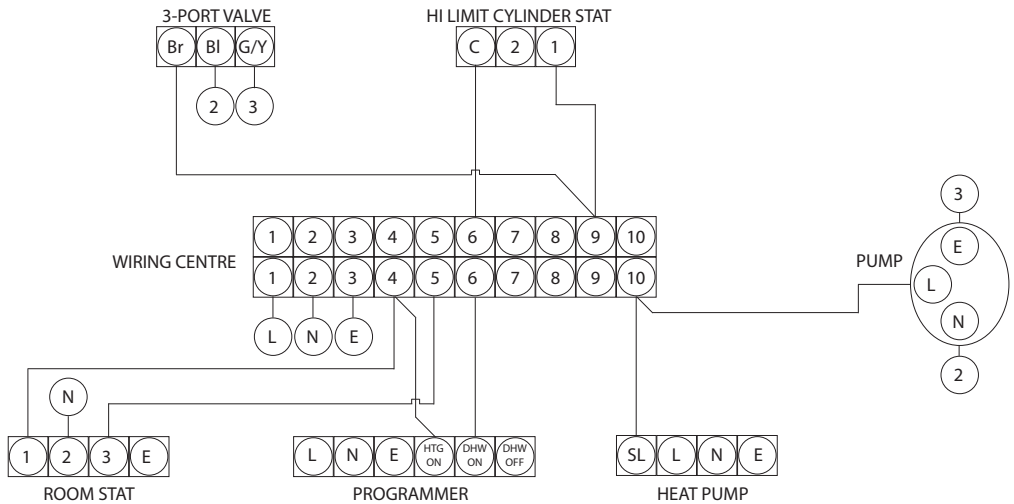 3-PORT VALVE
Br Bl G/Y
2 3
HI LIMIT CYLINDER STAT
C 2 1
WIRING CENTRE
1 2 3 4 5 6 7 8 9 10
1 2 3 4 5 6 7 8 9 10
L N E
3
PUMP
E
L
N
2
N
1 2 3 E
ROOM STAT
L N E HTG ON DHW ON DHW OFF
PROGRAMMER
SL L N E
HEAT PUMP